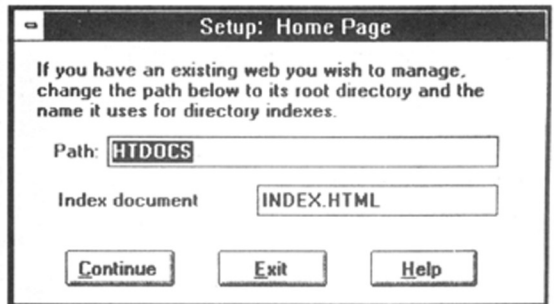 Setup: Home Page
If you have an existing web you wish to manage,
change the path below to its root directory and the
name it uses for directory indexes.
Path: HTDOCS
Index document INDEX.HTML
Continue Exit Help